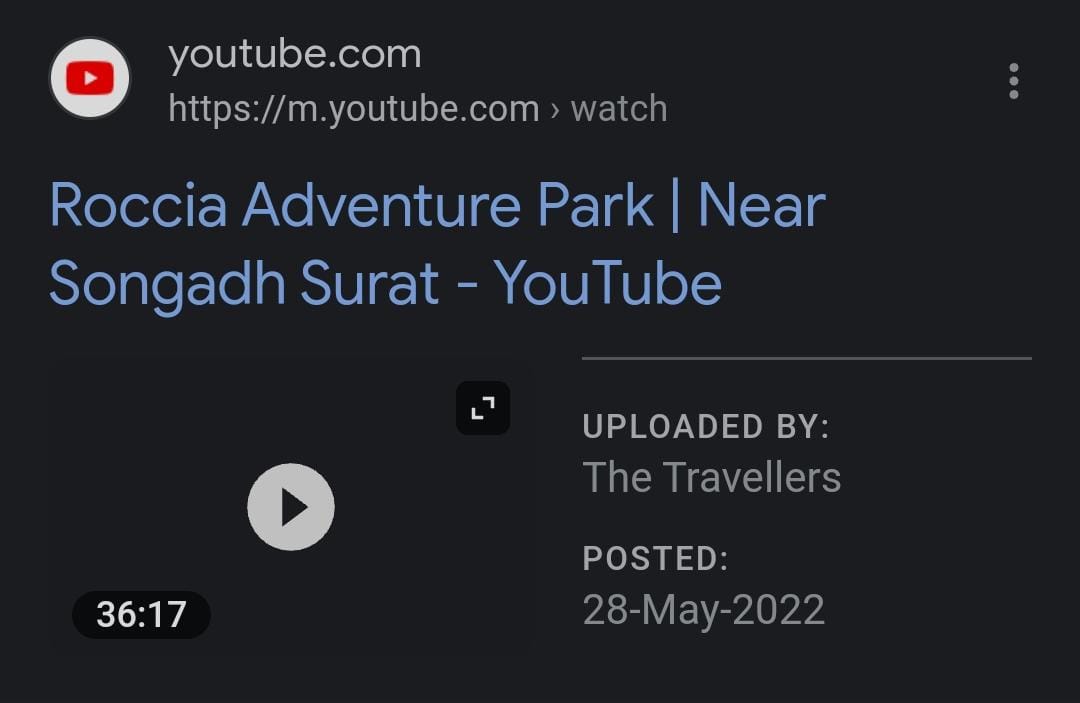 youtube.com
https://m.youtube.com › watch
Roccia Adventure Park | Near
Songadh Surat - YouTube
UPLOADED BY:
The Travellers
POSTED:
28-May-2022
36:17